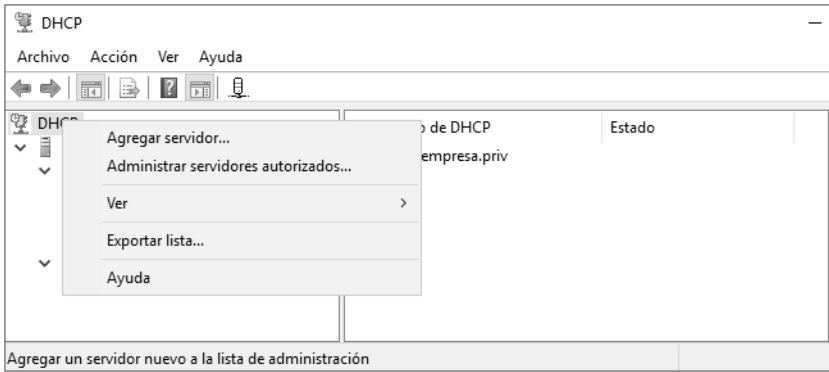 DHCP
Archivo Acción Ver Ayuda
DHCP
Agregar servidor...
Administrar servidores autorizados...
Ver
Exportar lista...
Ayuda
de DHCP Estado
empresa.priv
Agregar un servidor nuevo a la lista de administración